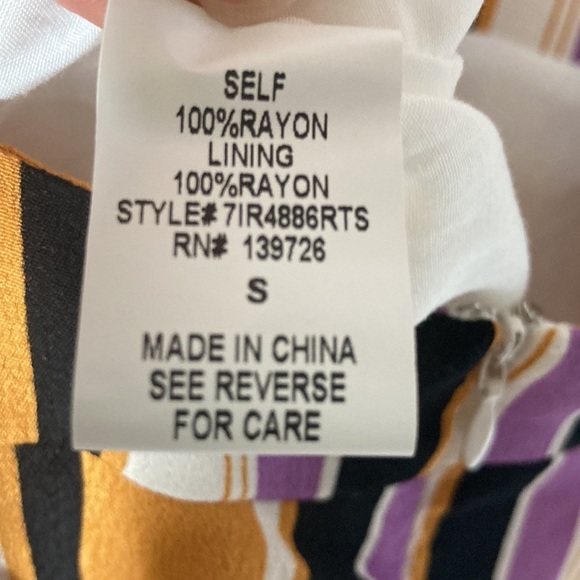 SELF
100%RAYON
LINING
100%RAYON
STYLE# 7IR4886RTS
RN# 139726
S
MADE IN CHINA
SEE REVERSE
FOR CARE